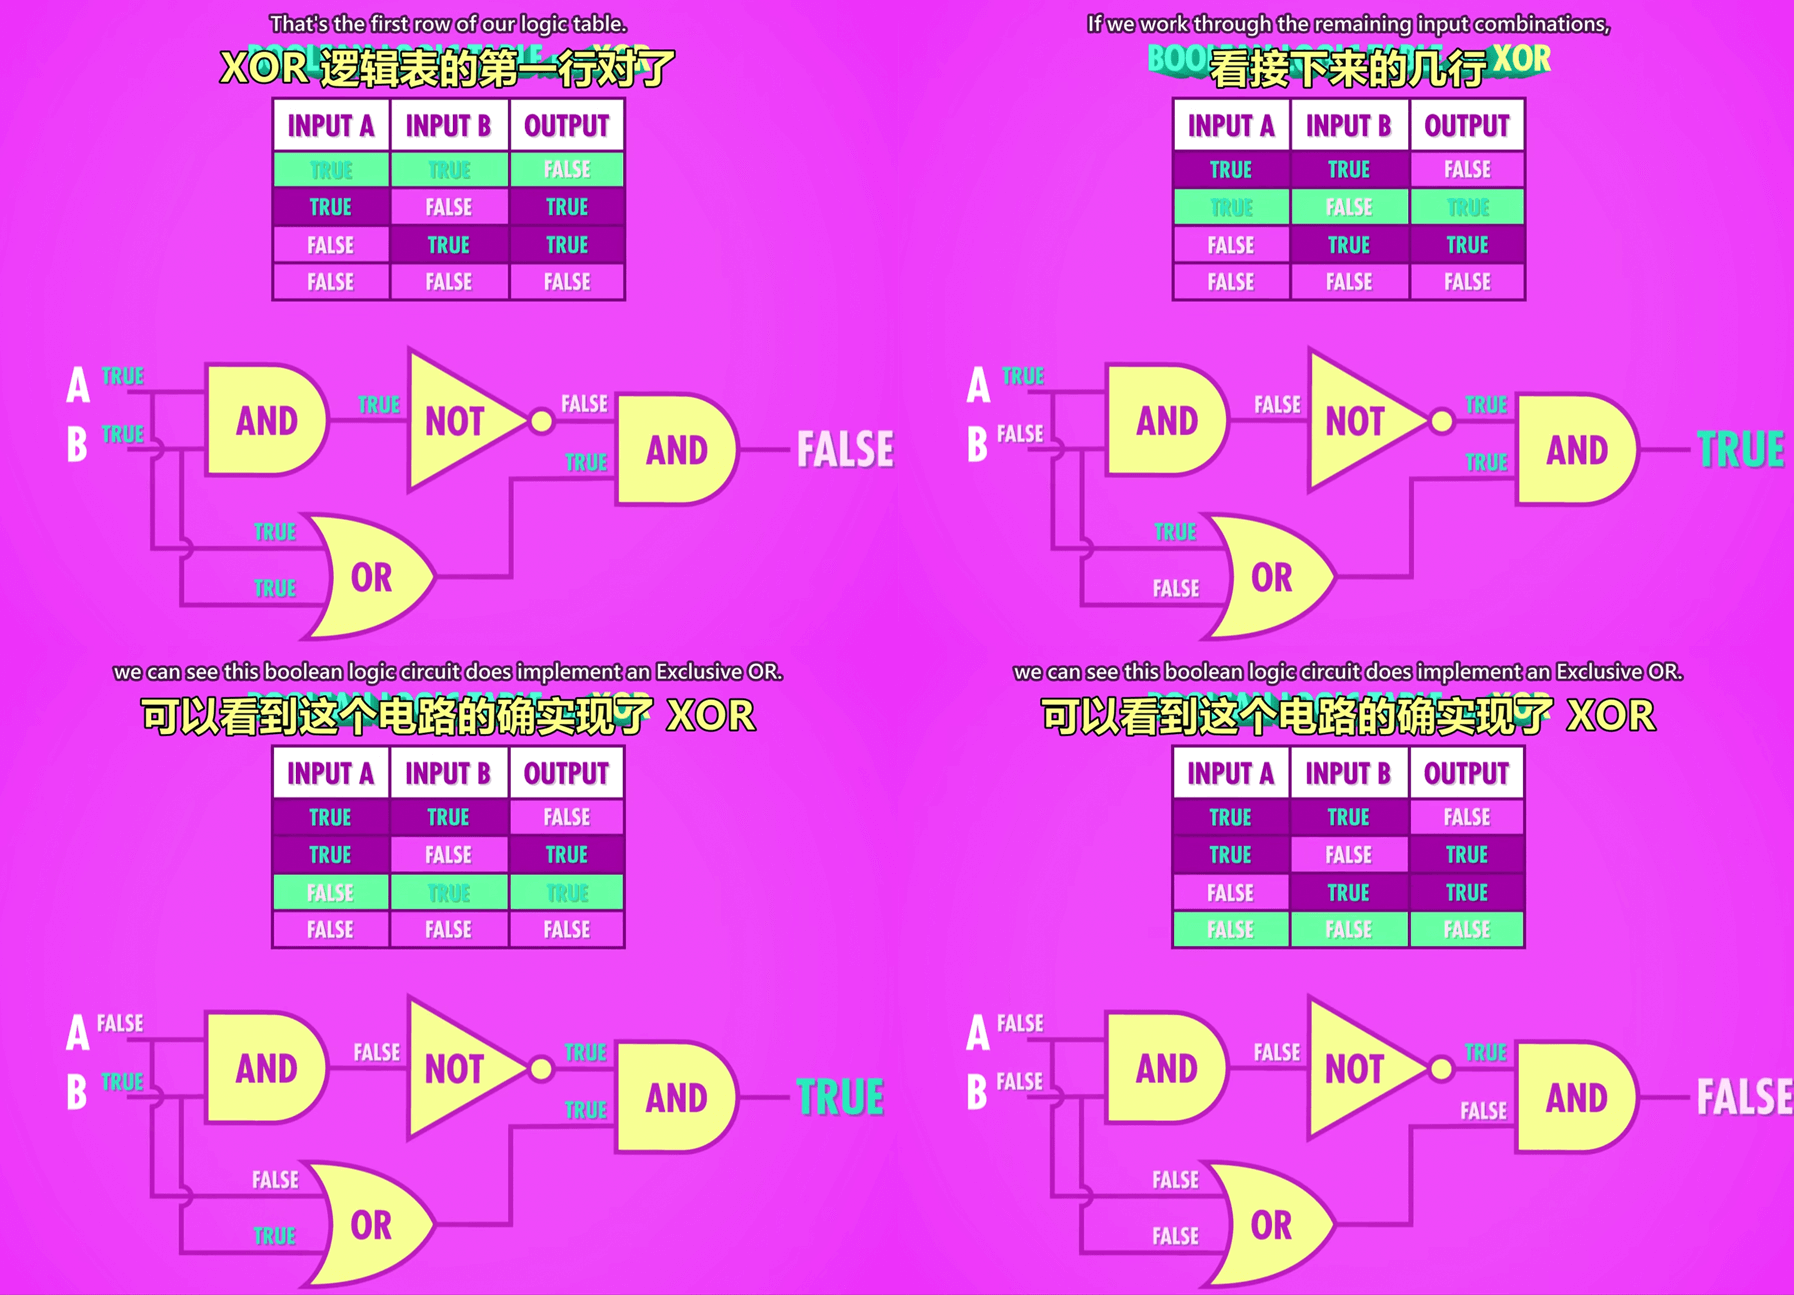 That's the first row of our logic table.
XOR 逻辑表的第一行对了
INPUT A INPUT B OUTPUT
TRUE TRUE FALSE
TRUE FALSE TRUE
FALSE TRUE TRUE
FALSE FALSE FALSE
A TRUE
B TRUE
AND
TRUE
NOT
FALSE
TRUE
AND
FALSE
TRUE
TRUE
OR
If we work through the remaining input combinations,
BOOLEAN LOGIC TABLE XOR
看接下来的几行
INPUT A INPUT B OUTPUT
TRUE TRUE FALSE
TRUE FALSE TRUE
FALSE TRUE TRUE
FALSE FALSE FALSE
A TRUE
B FALSE
AND
FALSE
NOT
TRUE
TRUE
AND
TRUE
TRUE
FALSE
OR
we can see this boolean logic circuit does implement an Exclusive OR.
可以看到这个电路的确实现了 XOR
INPUT A INPUT B OUTPUT
TRUE TRUE FALSE
TRUE FALSE TRUE
FALSE TRUE TRUE
FALSE FALSE FALSE
A FALSE
B TRUE
AND
FALSE
NOT
TRUE
TRUE
AND
TRUE
FALSE
TRUE
OR
we can see this boolean logic circuit does implement an Exclusive OR.
可以看到这个电路的确实现了 XOR
INPUT A INPUT B OUTPUT
TRUE TRUE FALSE
TRUE FALSE TRUE
FALSE TRUE TRUE
FALSE FALSE FALSE
A FALSE
B FALSE
AND
FALSE
NOT
TRUE
FALSE
AND
FALSE
FALSE
FALSE
OR